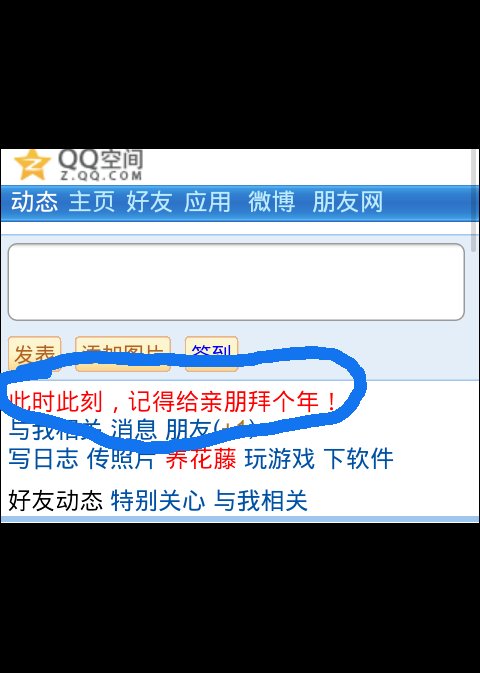 QQ空间
Z.QQ.COM
动态 主页 好友 应用 微博 朋友网
发表 添加图片 签到
此时此刻，记得给亲朋拜个年！
与我相关 消息 朋友(+1)
写日志 传照片 养花藤 玩游戏 下软件
好友动态 特别关心 与我相关